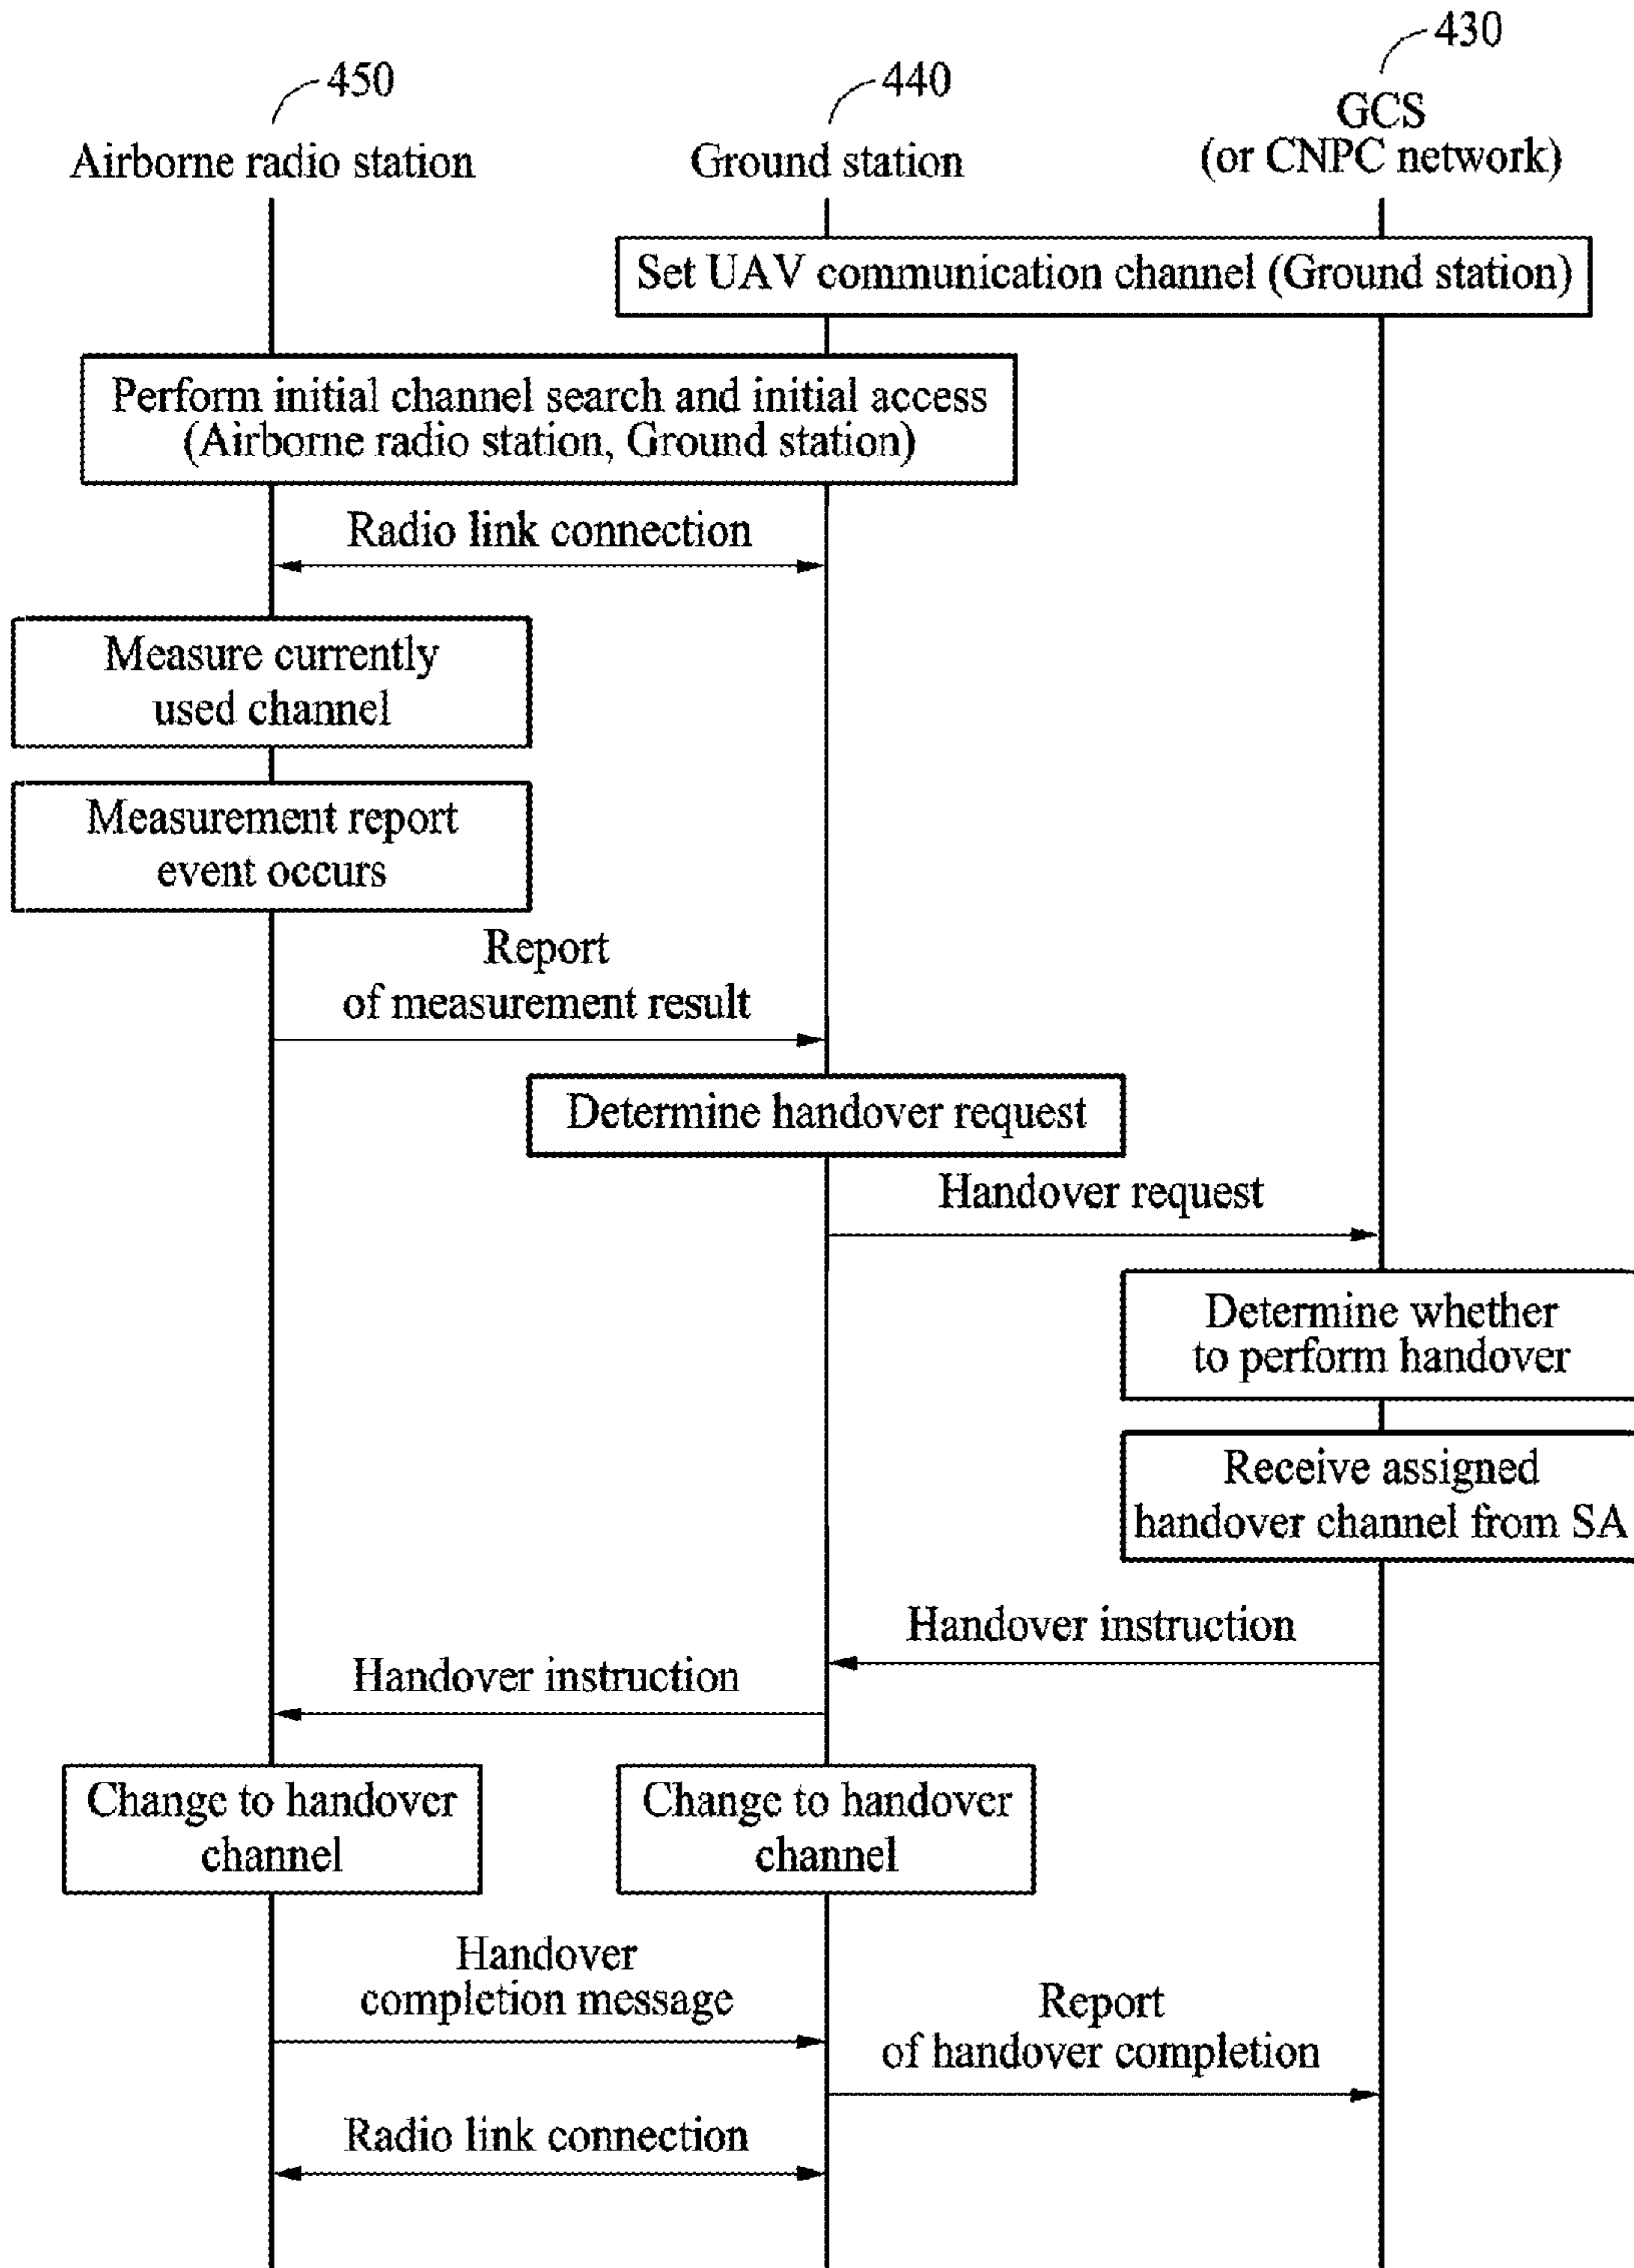 430
450
440
GCS
(or CNPC network)
Airborne radio station
Ground station
Set UAV communication channel (Ground station)
Perform initial channel search and initial access
(Airborne radio station, Ground station)
Radio link connection
Measure currently
used channel
Measurement report
event occurs
Report
of measurement result
Determine handover request
Handover request
Determine whether
to perform handover
Receive assigned
handover channel from SA
Handover instruction
Handover instruction
Change to handover
channel
Change to handover
channel
Handover
completion message
Report
of handover completion
Radio link connection